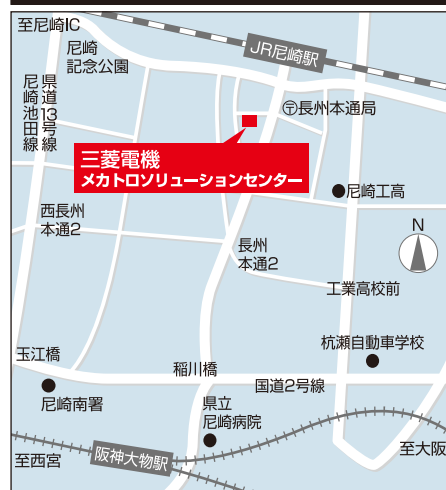 至尼崎IC
尼崎
記念公園
JR尼崎駅
県道13号線
尼崎池田線
〶長州本通局
三菱電機
メカトロソリューションセンター
尼崎工高
西長州
本通2
長州
本通2
N
工業高校前
杭瀬自動車学校
玉江橋
稲川橋
国道2号線
尼崎南署
県立
尼崎病院
至大阪
至西宮
阪神大物駅